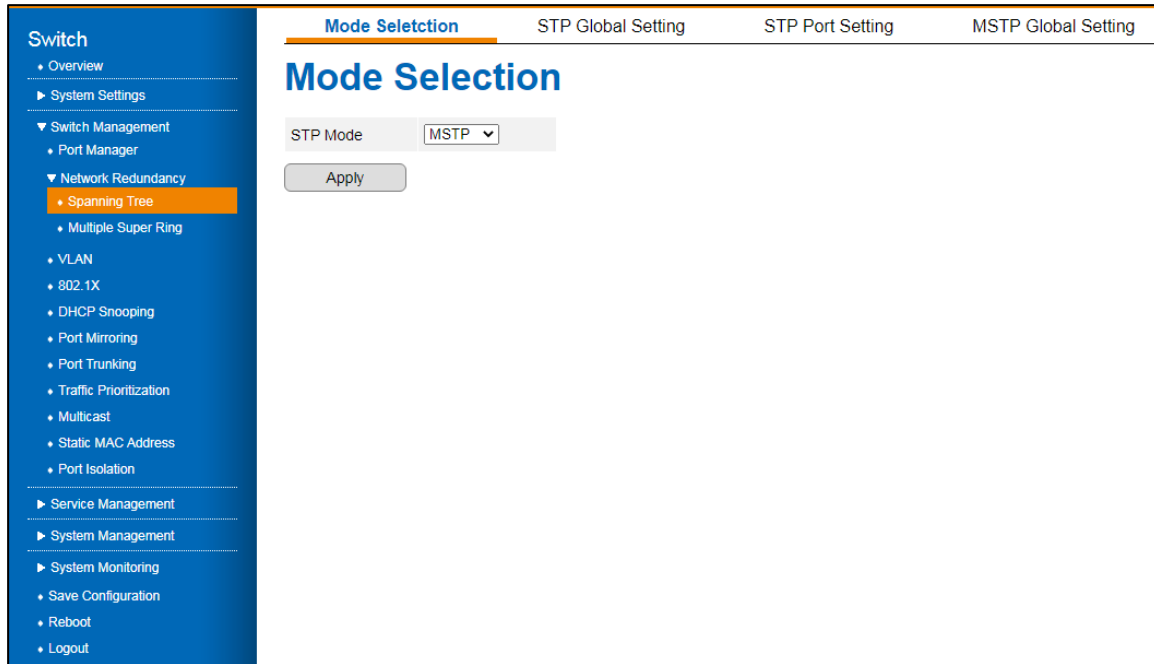 Switch
Overview
System Settings
Switch Management
Port Manager
Network Redundancy
Spanning Tree
Multiple Super Ring
VLAN
802.1X
DHCP Snooping
Port Mirroring
Port Trunking
Traffic Prioritization
Multicast
Static MAC Address
Port Isolation
Service Management
System Management
System Monitoring
Save Configuration
Reboot
Logout
Mode Seletction STP Global Setting STP Port Setting MSTP Global Setting
Mode Selection
STP Mode MSTP
Apply